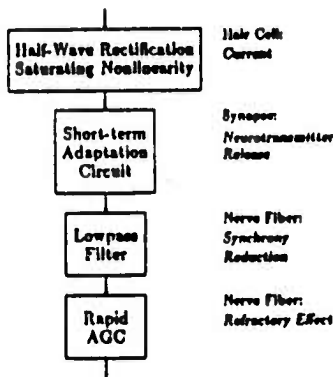 Half-Wave Rectification
Saturating Nonlinearity
Hair Cell:
Current
Short-term
Adaptation
Circuit
Synapse:
Neurotransmitter
Release
Lowpass
Filter
Nerve Fiber:
Synchrony
Reduction
Rapid
AGC
Nerve Fiber:
Refractory Effect